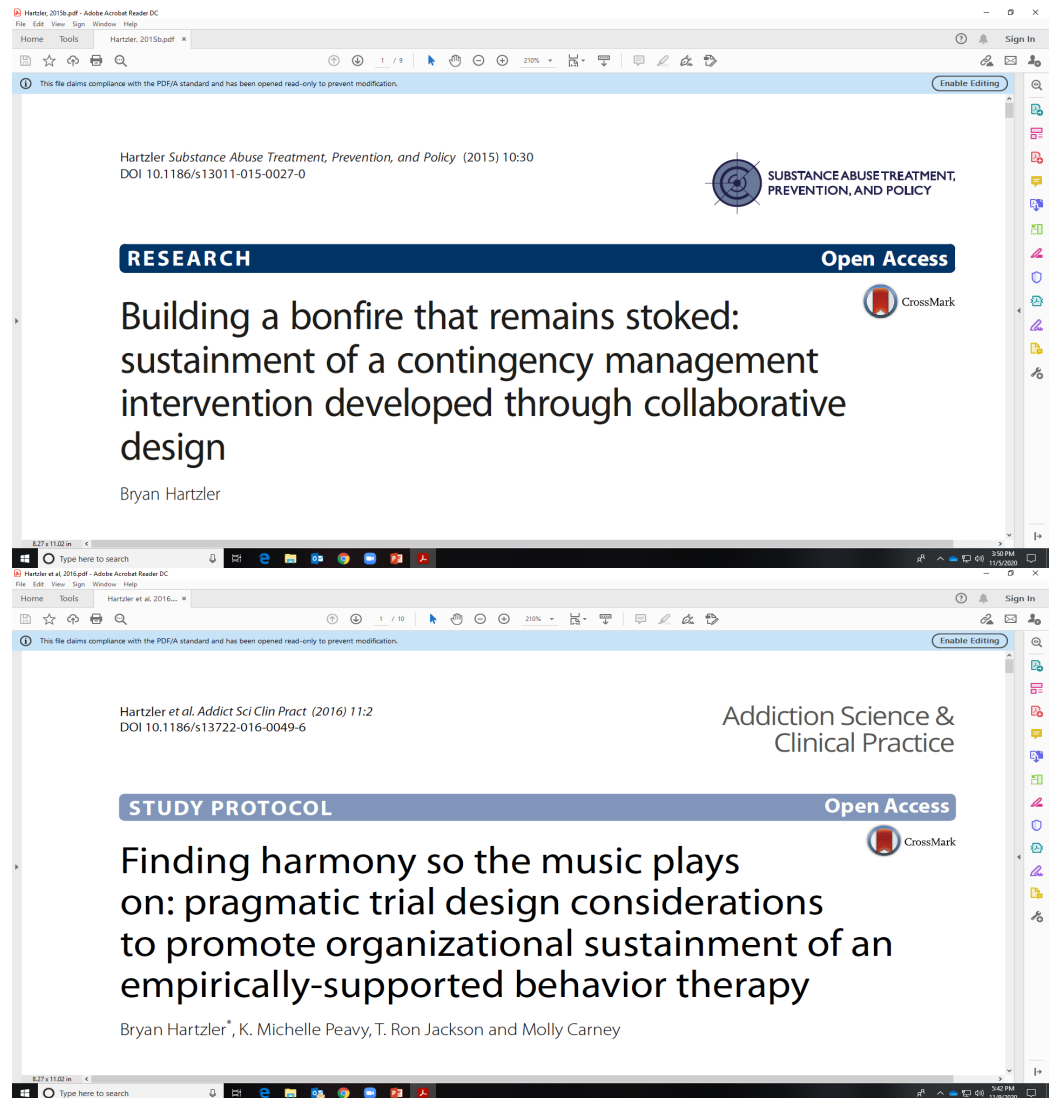 Hartzler, 2015b.pdf - Adobe Acrobat Reader DC
File Edit View Sign Window Help
Home Tools Hartzler, 2015b.pdf × Sign In
1 / 9 210%
This file claims compliance with the PDF/A standard and has been opened read-only to prevent modification. Enable Editing
Hartzler Substance Abuse Treatment, Prevention, and Policy (2015) 10:30
DOI 10.1186/s13011-015-0027-0
SUBSTANCE ABUSE TREATMENT,
PREVENTION, AND POLICY
RESEARCH Open Access
CrossMark
Building a bonfire that remains stoked:
sustainment of a contingency management
intervention developed through collaborative
design
Bryan Hartzler
8.27 x 11.02 in
Type here to search
3:50 PM
11/5/2020
Hartzler et al, 2016.pdf - Adobe Acrobat Reader DC
File Edit View Sign Window Help
Home Tools Hartzler et al, 2016.... × Sign In
1 / 10 210%
This file claims compliance with the PDF/A standard and has been opened read-only to prevent modification. Enable Editing
Hartzler et al. Addict Sci Clin Pract (2016) 11:2
DOI 10.1186/s13722-016-0049-6
Addiction Science &
Clinical Practice
STUDY PROTOCOL Open Access
CrossMark
Finding harmony so the music plays
on: pragmatic trial design considerations
to promote organizational sustainment of an
empirically-supported behavior therapy
Bryan Hartzler*, K. Michelle Peavy, T. Ron Jackson and Molly Carney
8.27 x 11.02 in
Type here to search
5:42 PM
11/9/2020